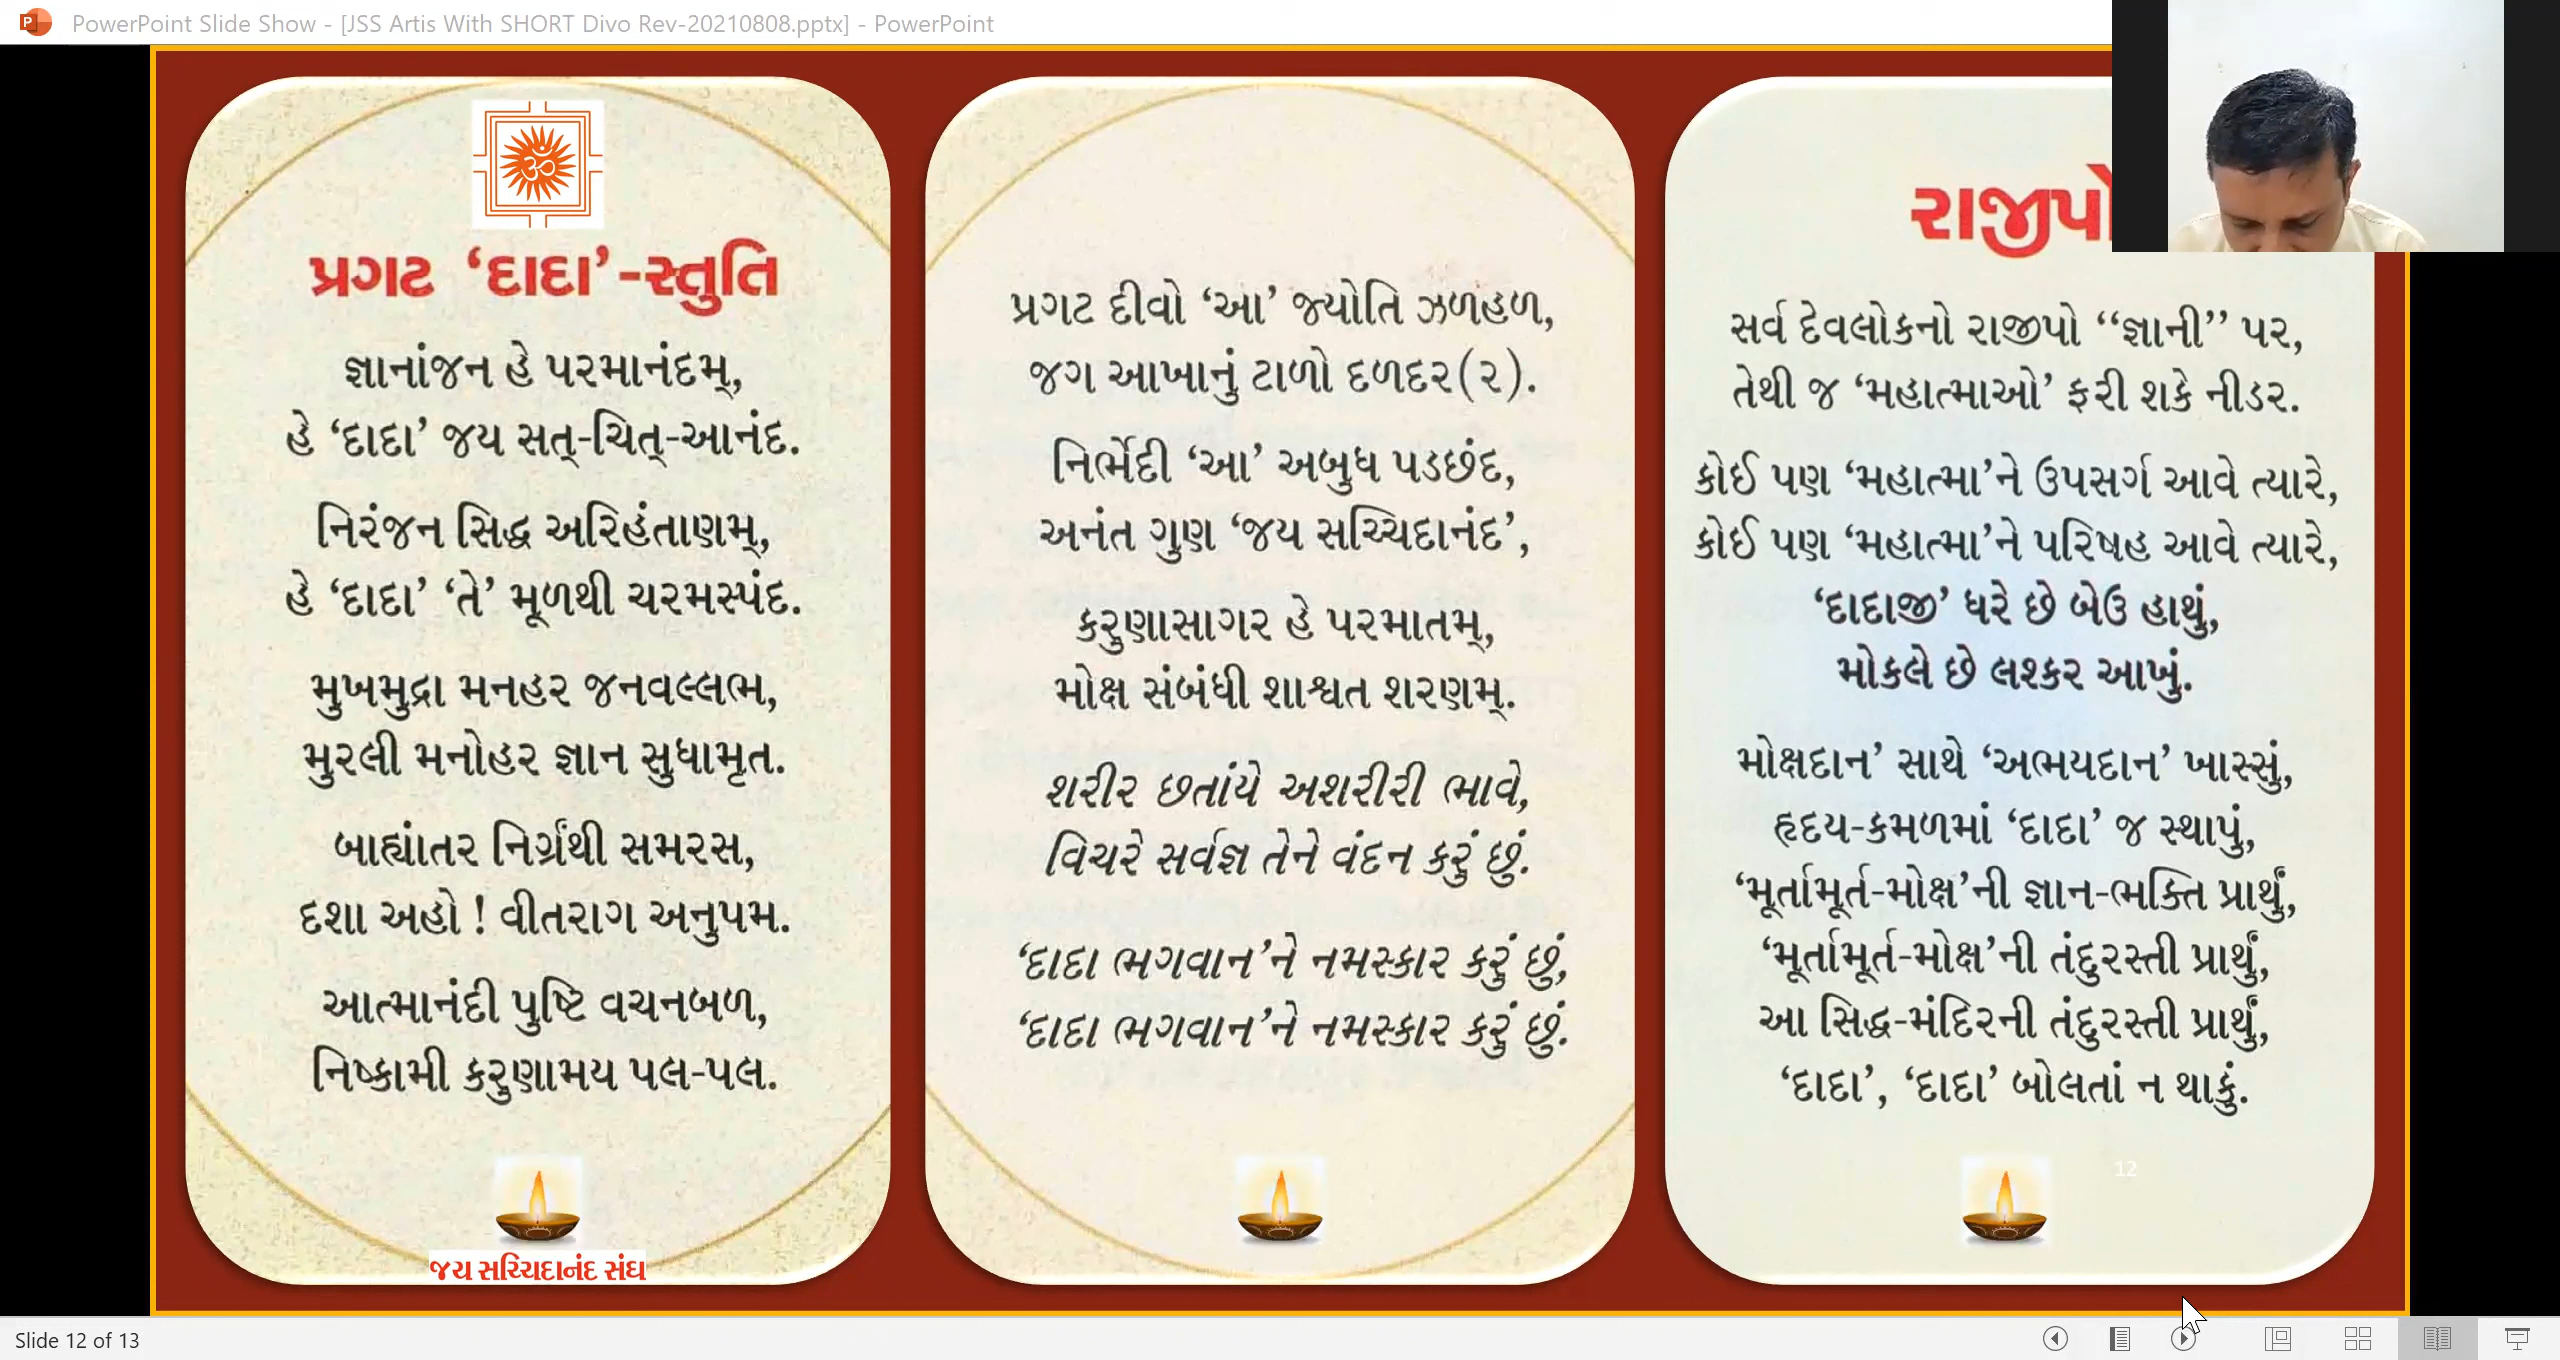 PowerPoint Slide Show - [JSS Artis With SHORT Divo Rev-20210808.pptx] - PowerPoint
પ્રગટ ‘દાદા’-સ્તુતિ
જ્ઞાનાંજન હે પરમાનંદમ્,
હે ‘દાદા’ જય સત્-ચિત્-આનંદ.
નિરંજન સિદ્ધ અરિહંતાણમ્,
હે ‘દાદા’ ‘તે’ મૂળથી ચરમસ્પંદ.
મુખમુદ્રા મનહર જનવલ્લભ,
મુરલી મનોહર જ્ઞાન સુધામૃત.
બાહ્યાંતર નિર્ગ્રંથી સમરસ,
દશા અહો ! વીતરાગ અનુપમ.
આત્માનંદી પુષ્ટિ વચનબળ,
નિષ્કામી કરુણામય પલ-પલ.
જય સચ્ચિદાનંદ સંઘ
પ્રગટ દીવો ‘આ’ જ્યોતિ ઝળહળ,
જગ આખાનું ટાળો દળદર(ર).
નિર્ભેદી ‘આ’ અબુધ પડછંદ,
અનંત ગુણ ‘જય સચ્ચિદાનંદ’,
કરુણાસાગર હે પરમાતમ્,
મોક્ષ સંબંધી શાશ્વત શરણમ્.
શરીર છતાંયે અશરીરી ભાવે,
વિચરે સર્વજ્ઞ તેને વંદન કરું છું.
‘દાદા ભગવાન’ને નમસ્કાર કરું છું,
‘દાદા ભગવાન’ને નમસ્કાર કરું છું.
રાજીપો
સર્વ દેવલોકનો રાજીપો ‘‘જ્ઞાની’’ પર,
તેથી જ ‘મહાત્માઓ’ ફરી શકે નીડર.
કોઈ પણ ‘મહાત્મા’ને ઉપસર્ગ આવે ત્યારે,
કોઈ પણ ‘મહાત્મા’ને પરિષહ આવે ત્યારે,
‘દાદાજી’ ધરે છે બેઉ હાથું,
મોકલે છે લશ્કર આખું.
મોક્ષદાન’ સાથે ‘અભયદાન’ ખાસ્સું,
હૃદય-કમળમાં ‘દાદા’ જ સ્થાપું,
‘મૂર્તામૂર્ત-મોક્ષ’ની જ્ઞાન-ભક્તિ પ્રાર્થું,
‘મૂર્તામૂર્ત-મોક્ષ’ની તંદુરસ્તી પ્રાર્થું,
આ સિદ્ધ-મંદિરની તંદુરસ્તી પ્રાર્થું,
‘દાદા’, ‘દાદા’ બોલતાં ન થાકું.
12
Slide 12 of 13